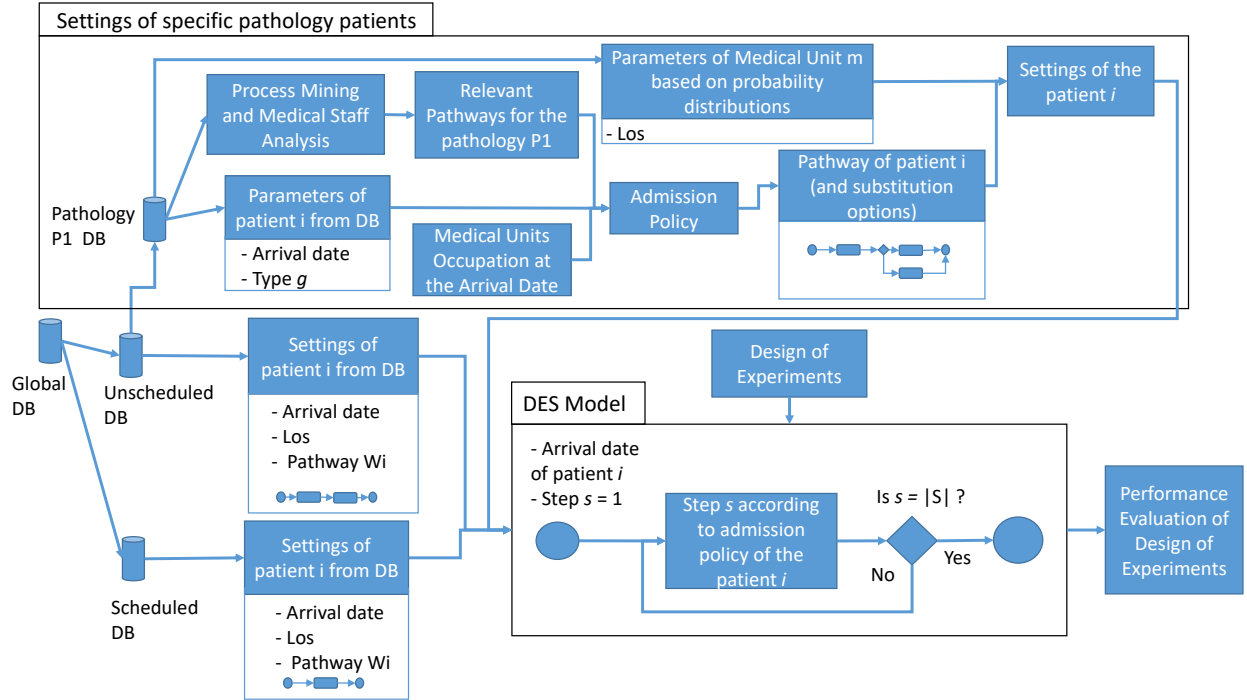 Settings of specific pathology patients
Process Mining
and Medical Staff
Analysis
Relevant
Pathways for the
pathology P1
Parameters of Medical Unit m
based on probability
distributions
- Los
Settings of the
patient i
Pathology
P1 DB
Parameters of
patient i from DB
- Arrival date
- Type g
Medical Units
Occupation at
the Arrival Date
Admission
Policy
Pathway of patient i
(and substitution
options)
Global
DB
Unscheduled
DB
Settings of
patient i from DB
- Arrival date
- Los
- Pathway Wi
Scheduled
DB
Settings of
patient i from DB
- Arrival date
- Los
- Pathway Wi
Design of
Experiments
DES Model
- Arrival date
of patient i
- Step s = 1
Step s according
to admission
policy of the
patient i
Is s = |S| ?
No
Yes
Performance
Evaluation of
Design of
Experiments